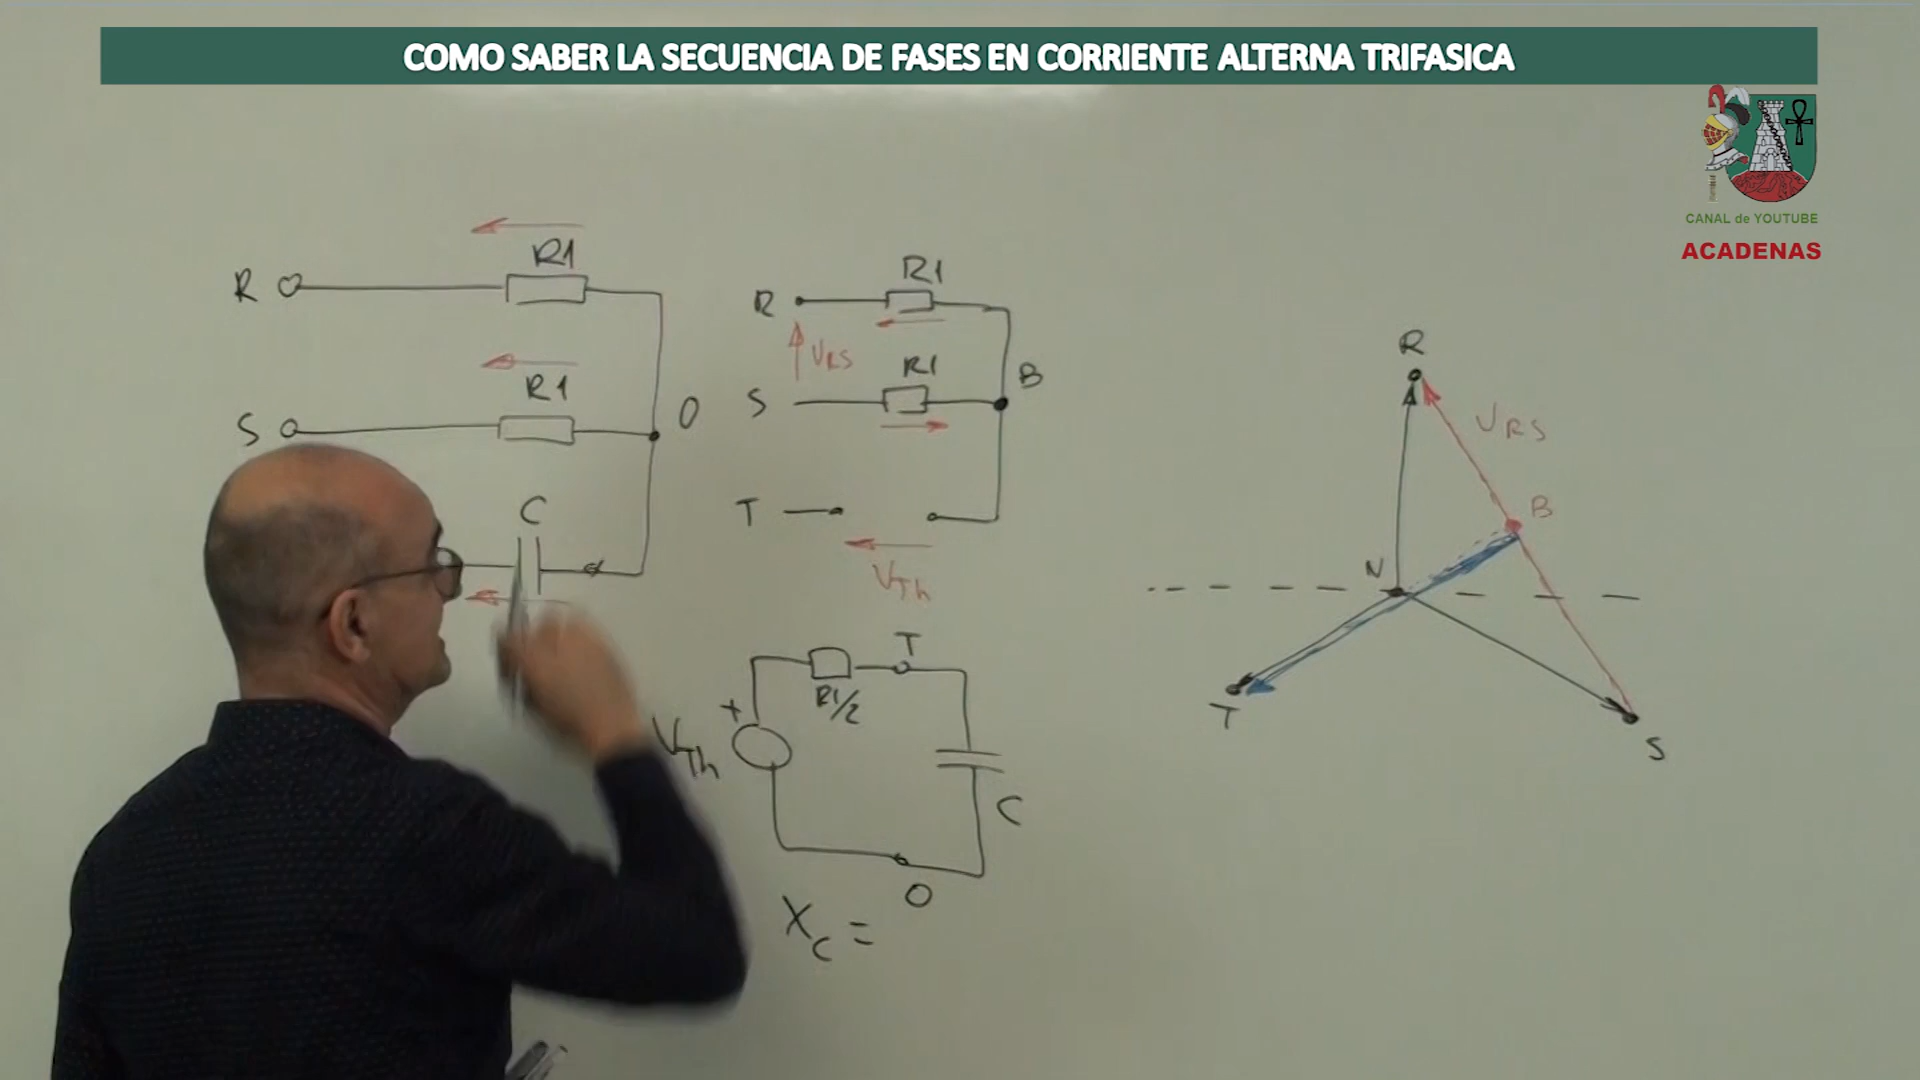 COMO SABER LA SECUENCIA DE FASES EN CORRIENTE ALTERNA TRIFASICA
CANAL de YOUTUBE
ACADENAS
R
R1
S
R1
O
C
R
R1
VRS
S
R1
B
T
VTh
T
R1/2
+
VTh
C
O
XC =
R
URS
B
N
T
S